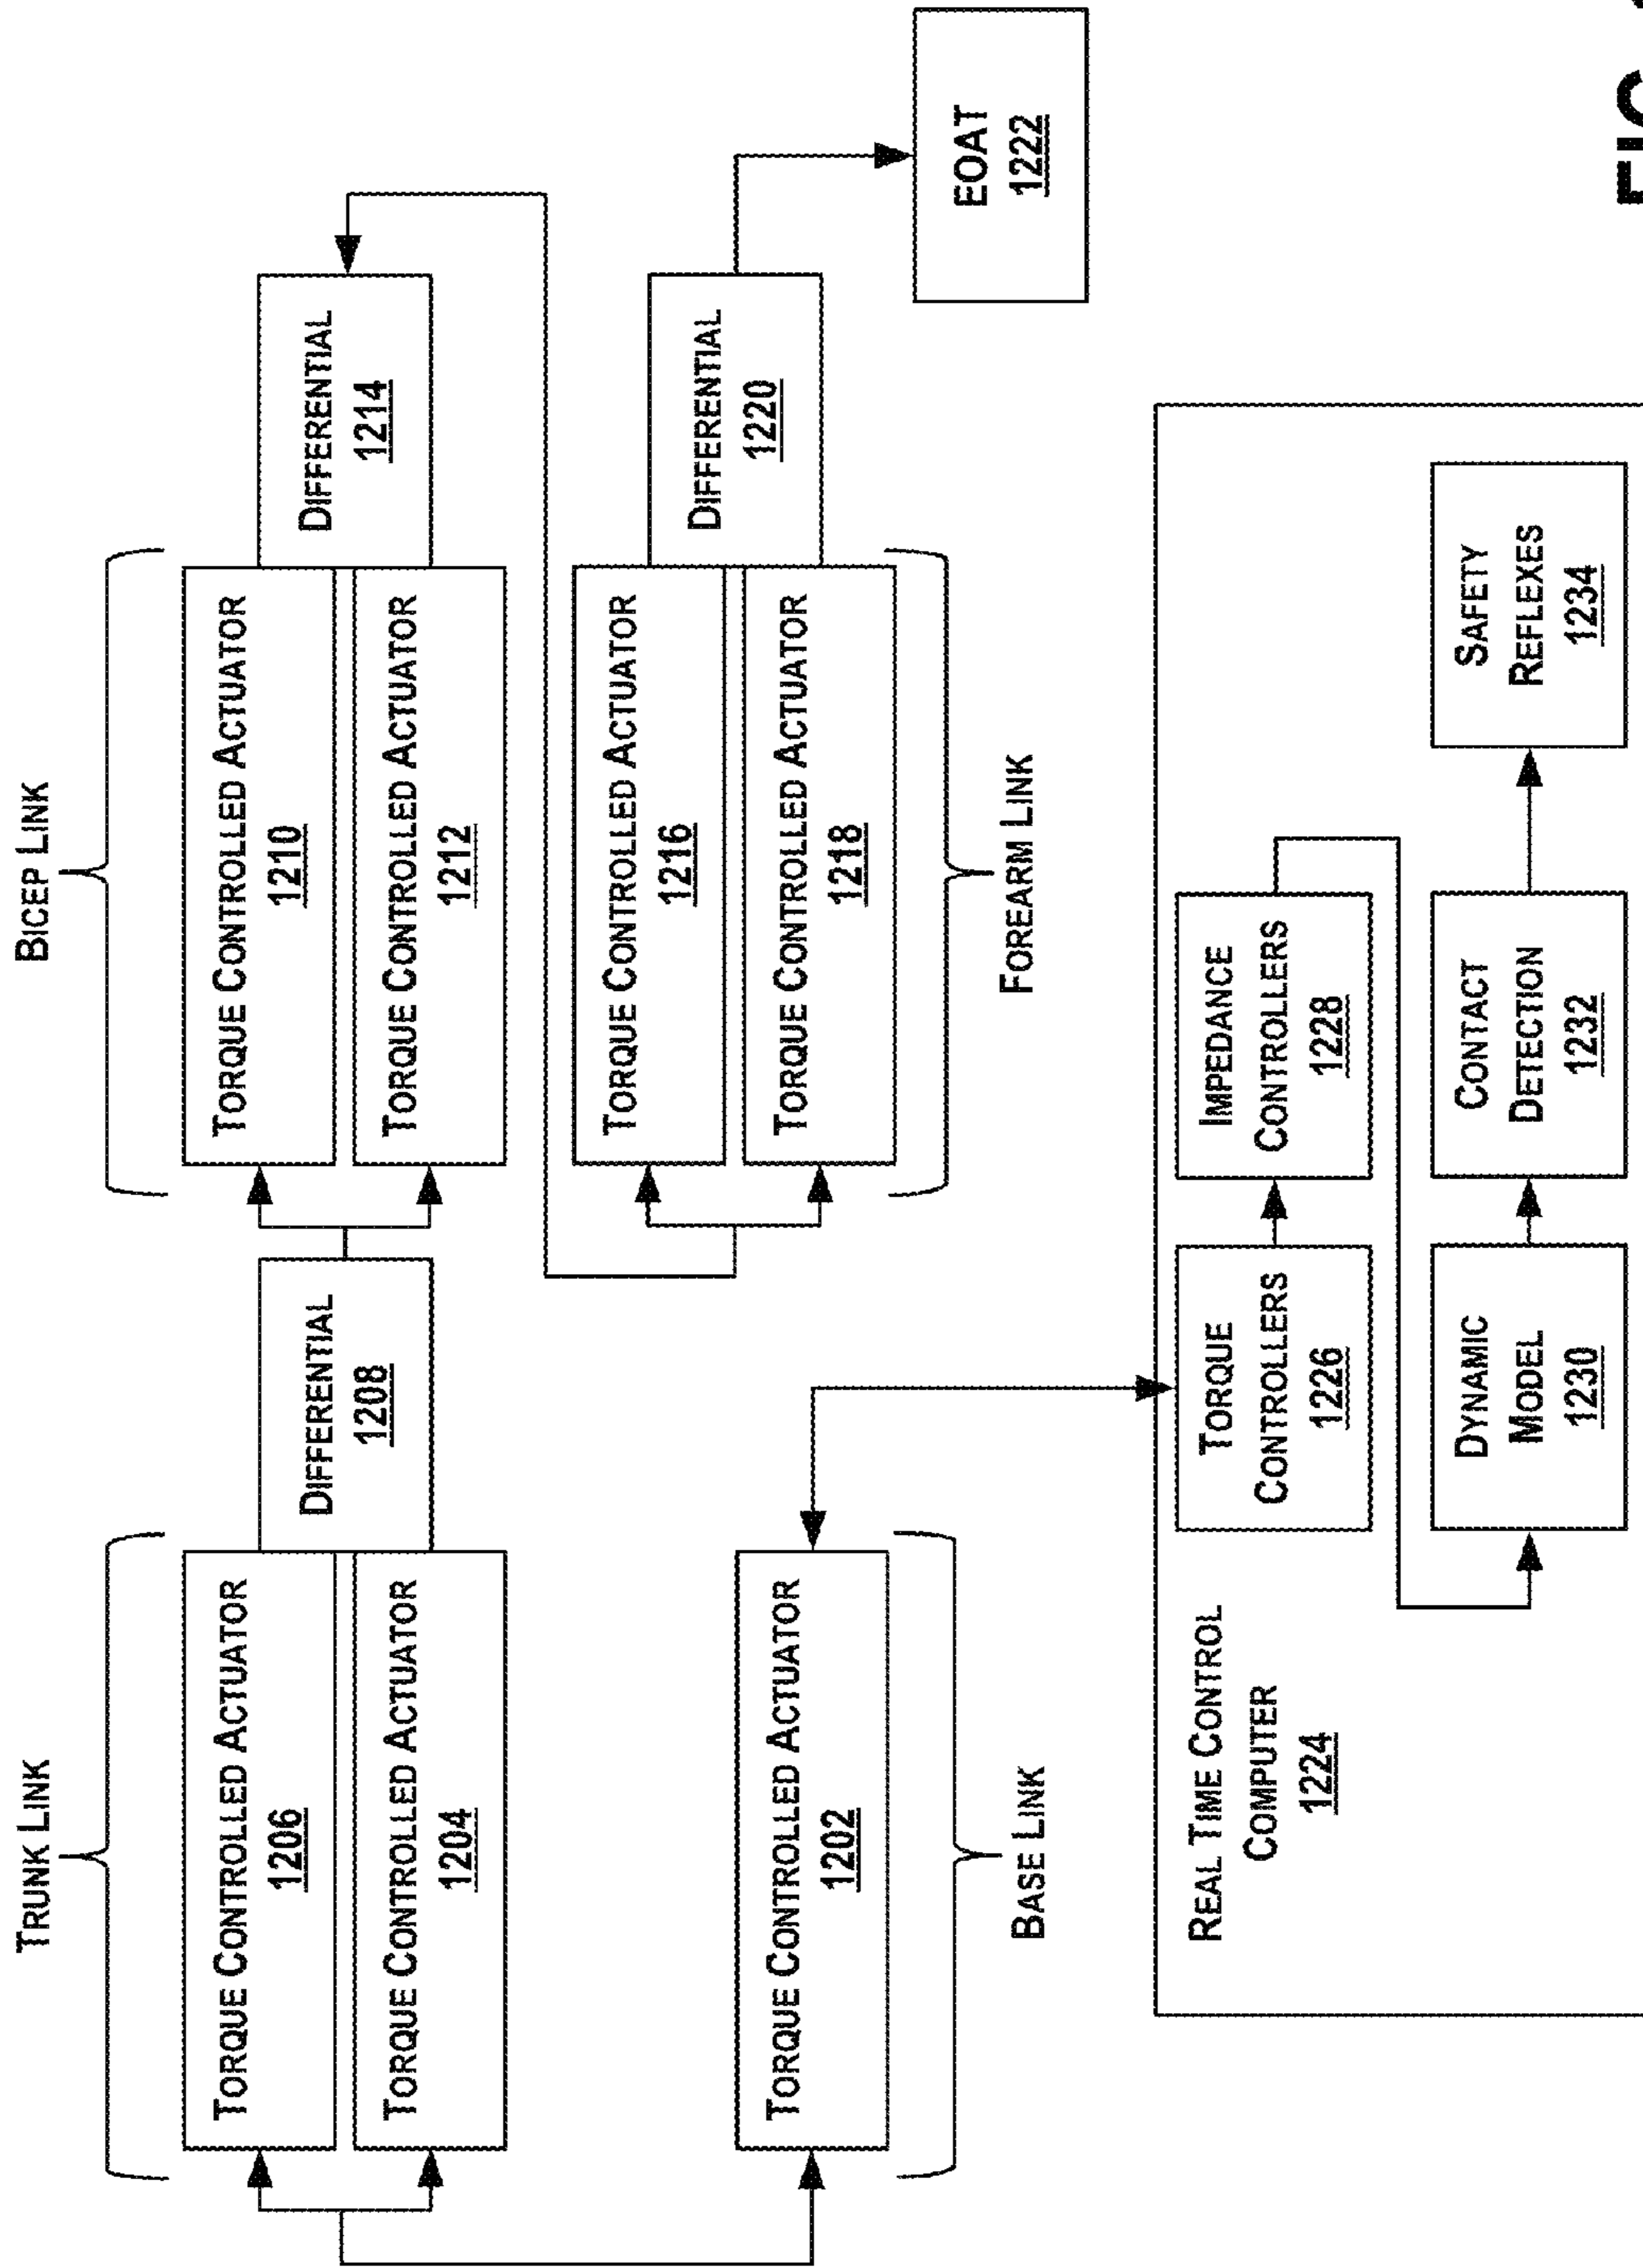 TRUNK LINK
TORQUE CONTROLLED ACTUATOR
1206
TORQUE CONTROLLED ACTUATOR
1204
DIFFERENTIAL
1208
BICEP LINK
TORQUE CONTROLLED ACTUATOR
1210
TORQUE CONTROLLED ACTUATOR
1212
DIFFERENTIAL
1214
TORQUE CONTROLLED ACTUATOR
1202
BASE LINK
TORQUE CONTROLLED ACTUATOR
1216
TORQUE CONTROLLED ACTUATOR
1218
FOREARM LINK
DIFFERENTIAL
1220
EOAT
1222
REAL TIME CONTROL
COMPUTER
1224
TORQUE
CONTROLLERS
1226
IMPEDANCE
CONTROLLERS
1228
DYNAMIC
MODEL
1230
CONTACT
DETECTION
1232
SAFETY
REFLEXES
1234